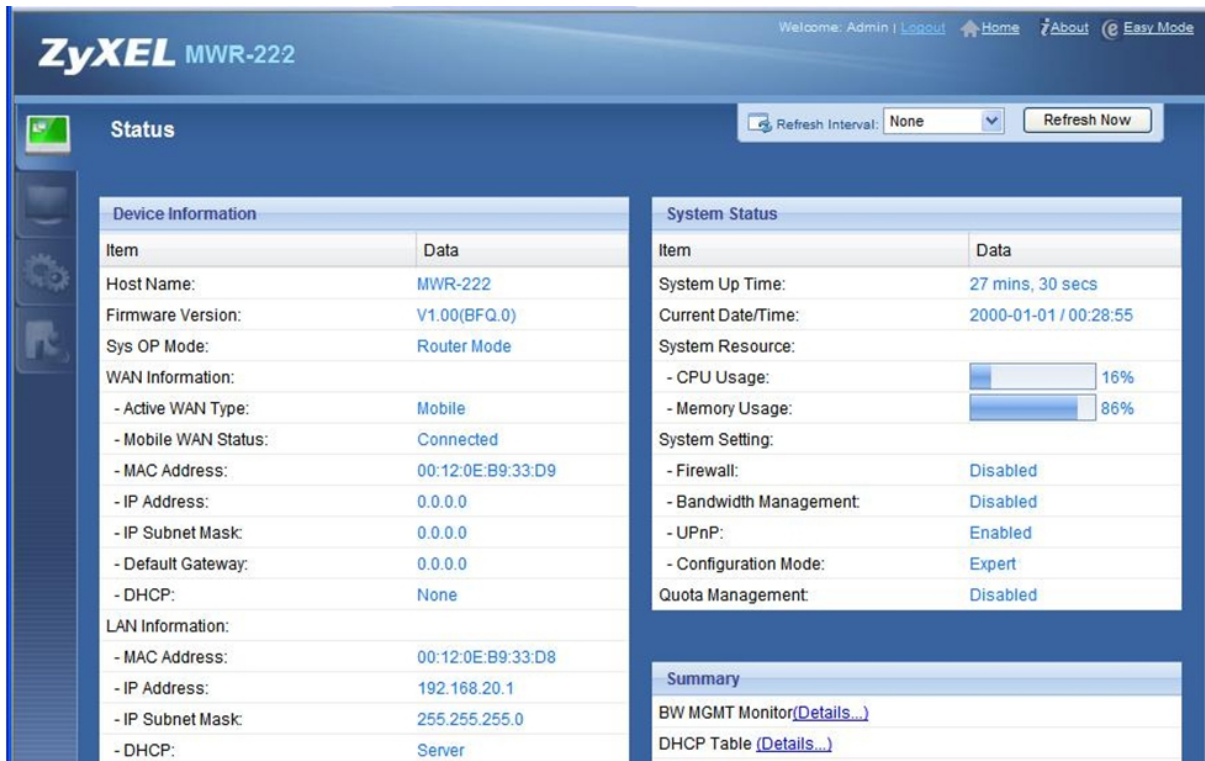 Welcome: Admin | Logout Home About Easy Mode
ZyXEL MWR-222
Status
Refresh Interval: None Refresh Now
Device Information
Item Data
Host Name: MWR-222
Firmware Version: V1.00(BFQ.0)
Sys OP Mode: Router Mode
WAN Information:
- Active WAN Type: Mobile
- Mobile WAN Status: Connected
- MAC Address: 00:12:0E:B9:33:D9
- IP Address: 0.0.0.0
- IP Subnet Mask: 0.0.0.0
- Default Gateway: 0.0.0.0
- DHCP: None
LAN Information:
- MAC Address: 00:12:0E:B9:33:D8
- IP Address: 192.168.20.1
- IP Subnet Mask: 255.255.255.0
- DHCP: Server
System Status
Item Data
System Up Time: 27 mins, 30 secs
Current Date/Time: 2000-01-01 / 00:28:55
System Resource:
- CPU Usage: 16%
- Memory Usage: 86%
System Setting:
- Firewall: Disabled
- Bandwidth Management: Disabled
- UPnP: Enabled
- Configuration Mode: Expert
Quota Management: Disabled
Summary
BW MGMT Monitor(Details...)
DHCP Table (Details...)